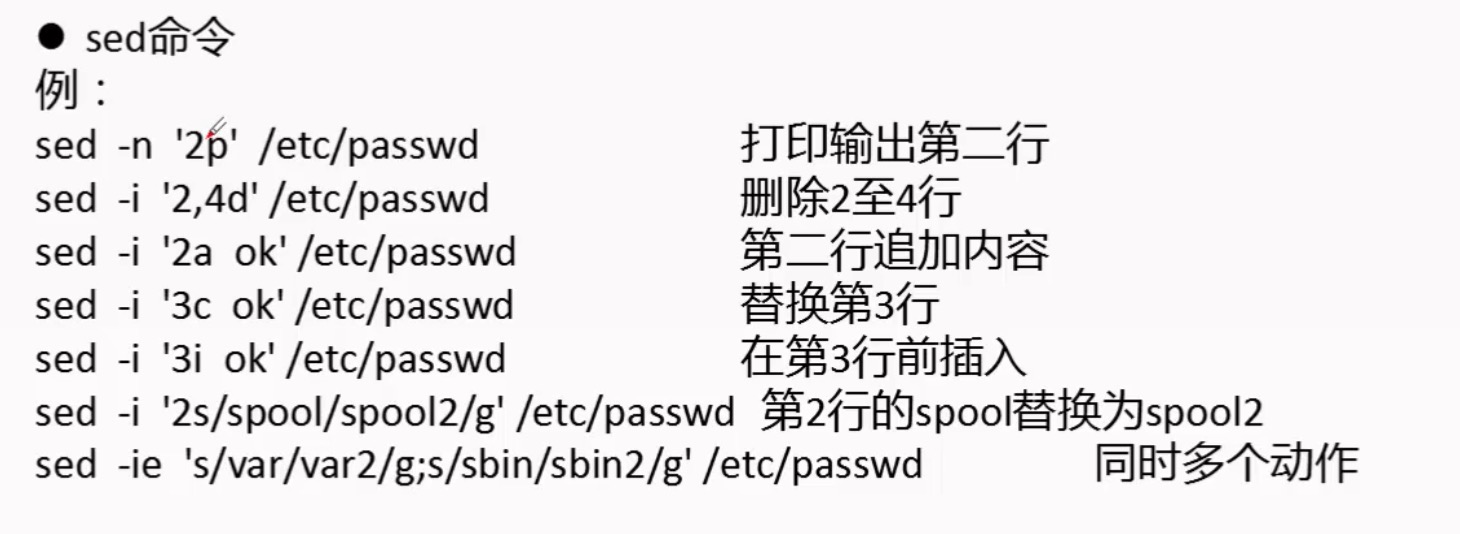 ● sed命令
例：
sed -n '2p' /etc/passwd 打印输出第二行
sed -i '2,4d' /etc/passwd 删除2至4行
sed -i '2a ok' /etc/passwd 第二行追加内容
sed -i '3c ok' /etc/passwd 替换第3行
sed -i '3i ok' /etc/passwd 在第3行前插入
sed -i '2s/spool/spool2/g' /etc/passwd 第2行的spool替换为spool2
sed -ie 's/var/var2/g;s/sbin/sbin2/g' /etc/passwd 同时多个动作